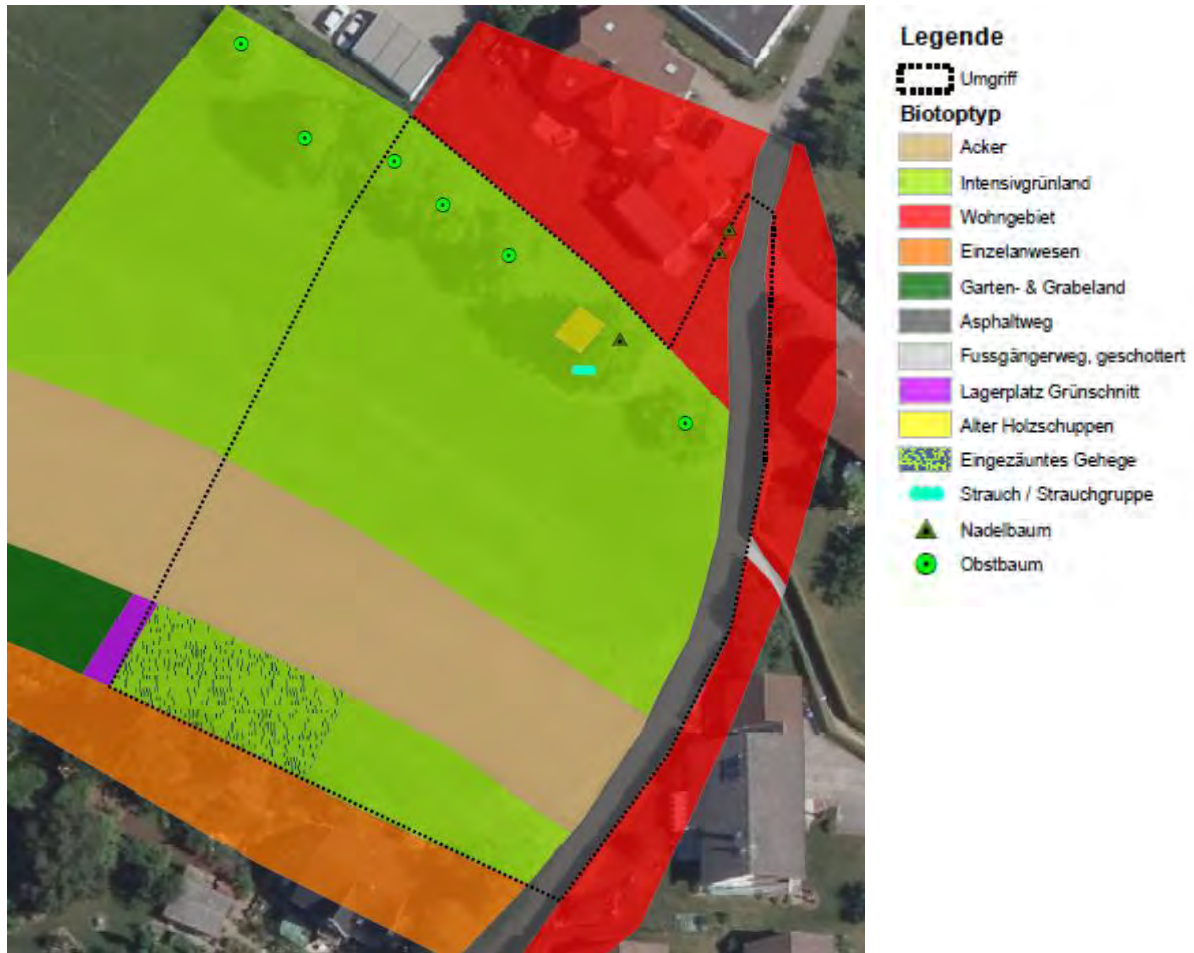 Legende
Umgriff
Biotoptyp
Acker
Intensivgrünland
Wohngebiet
Einzelanwesen
Garten- & Grabeland
Asphaltweg
Fussgängerweg, geschottert
Lagerplatz Grünschnitt
Alter Holzschuppen
Eingezäuntes Gehege
Strauch / Strauchgruppe
Nadelbaum
Obstbaum